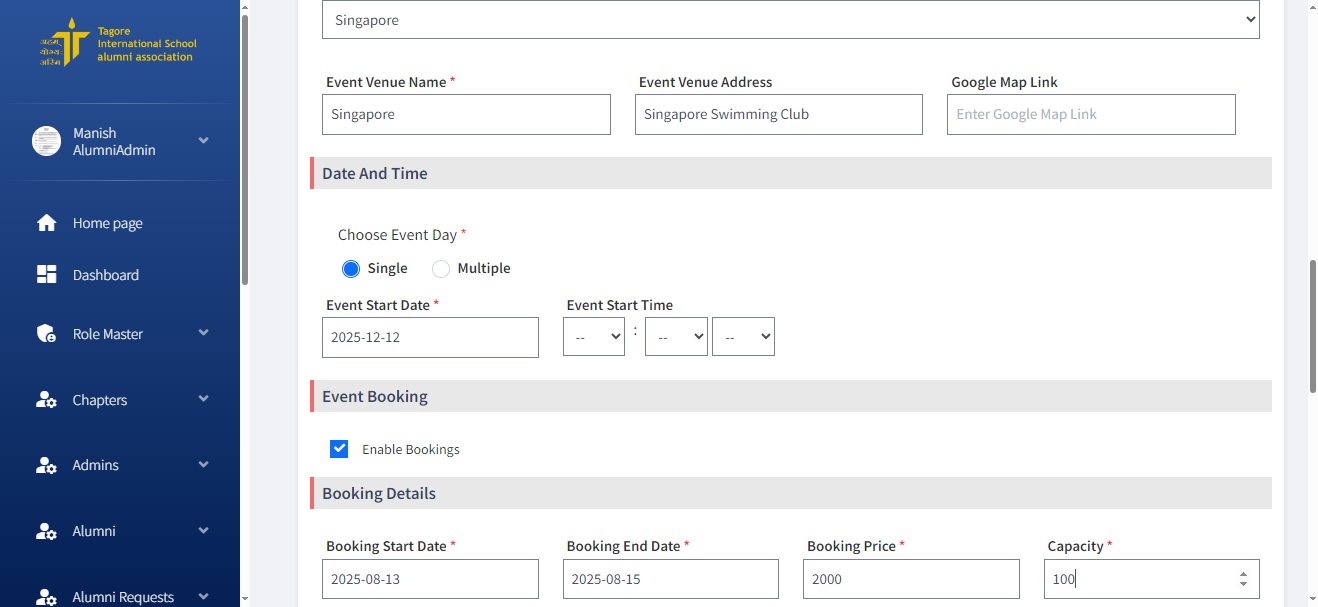 अहम्
योग्यः
अस्मि
Tagore
International School
alumni association
Manish
AlumniAdmin
Home page
Dashboard
Role Master
Chapters
Admins
Alumni
Alumni Requests
Singapore
Event Venue Name * Event Venue Address Google Map Link
Singapore Singapore Swimming Club Enter Google Map Link
Date And Time
Choose Event Day *
Single Multiple
Event Start Date * Event Start Time
2025-12-12 -- : -- --
Event Booking
Enable Bookings
Booking Details
Booking Start Date * Booking End Date * Booking Price * Capacity *
2025-08-13 2025-08-15 2000 100